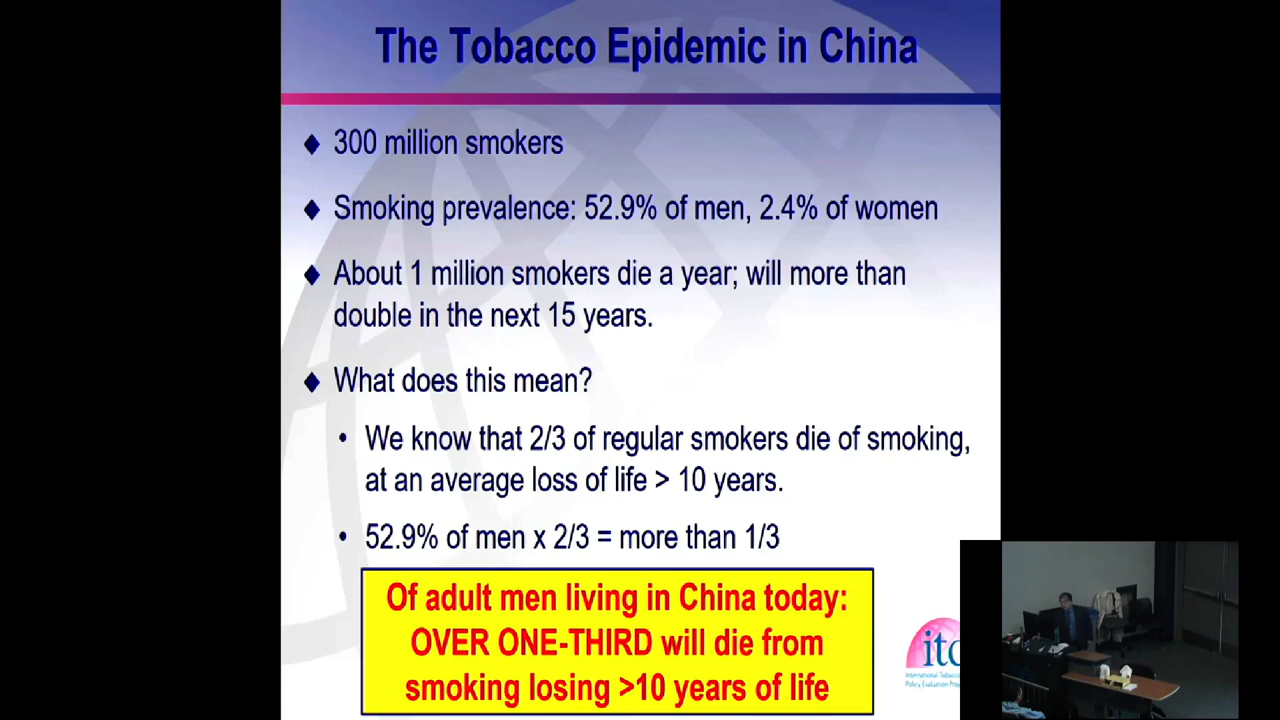 The Tobacco Epidemic in China
300 million smokers
Smoking prevalence: 52.9% of men, 2.4% of women
About 1 million smokers die a year; will more than
double in the next 15 years.
What does this mean?
We know that 2/3 of regular smokers die of smoking,
at an average loss of life > 10 years.
52.9% of men x 2/3 = more than 1/3
Of adult men living in China today:
OVER ONE-THIRD will die from
smoking losing >10 years of life
itc
International Tobacco
Policy Evaluation